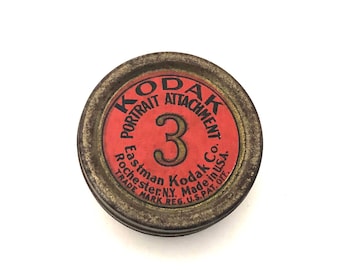 KODAK
PORTRAIT ATTACHMENT
3
Eastman Kodak Co.
Rochester, N.Y. Made in U.S.A.
TRADE MARK REG. U.S. PAT. OFF.